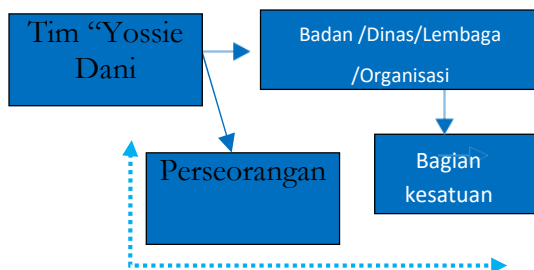 Tim “Yossie
Dani
Badan /Dinas/Lembaga
/Organisasi
Perseorangan
Bagian
kesatuan